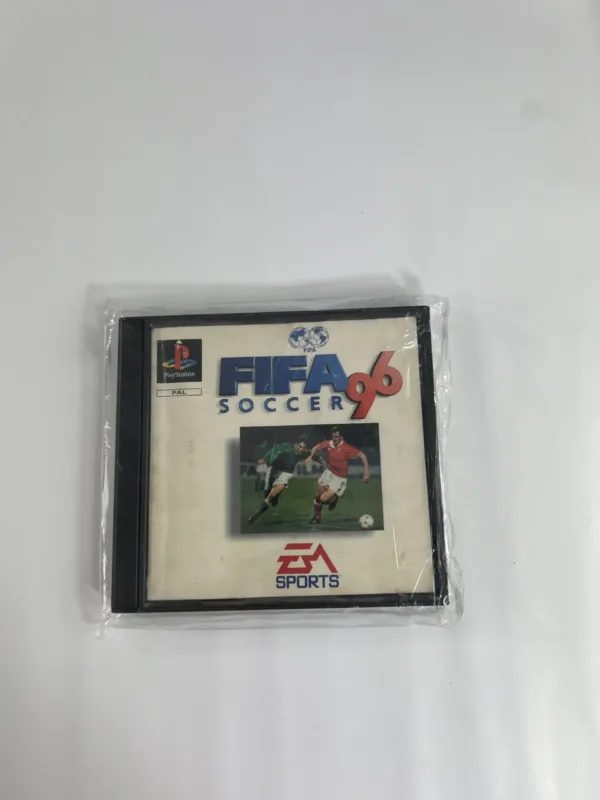 FIFA
PlayStation
PAL
FIFA 96
SOCCER
EA
SPORTS